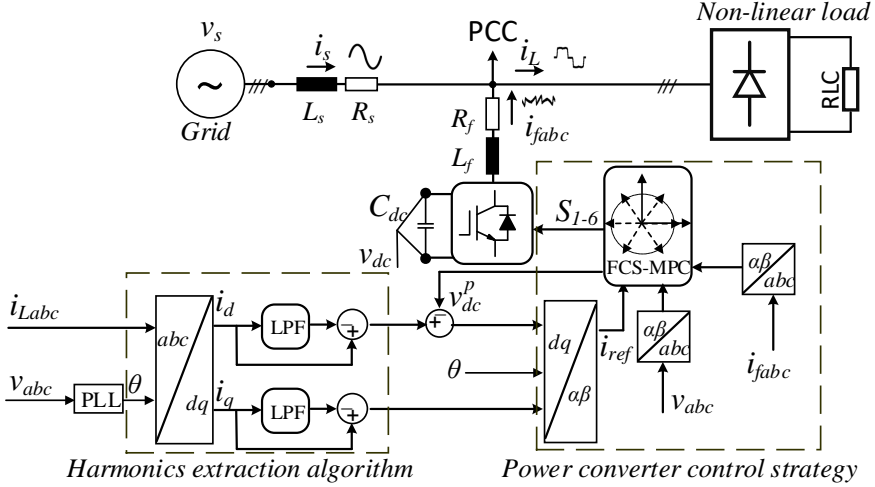 Non-linear load
v_s
PCC
i_s
i_L
~
Grid
L_s
R_s
R_f
i_fabc
RLC
L_f
C_dc
S_1-6
v_dc
FCS-MPC
αβ
abc
v_dc^p
i_Labc
i_d
LPF
- +
+ -
abc
dq
i_ref
αβ
abc
i_fabc
v_abc
PLL
θ
θ
dq
i_q
LPF
- +
αβ
v_abc
Harmonics extraction algorithm
Power converter control strategy